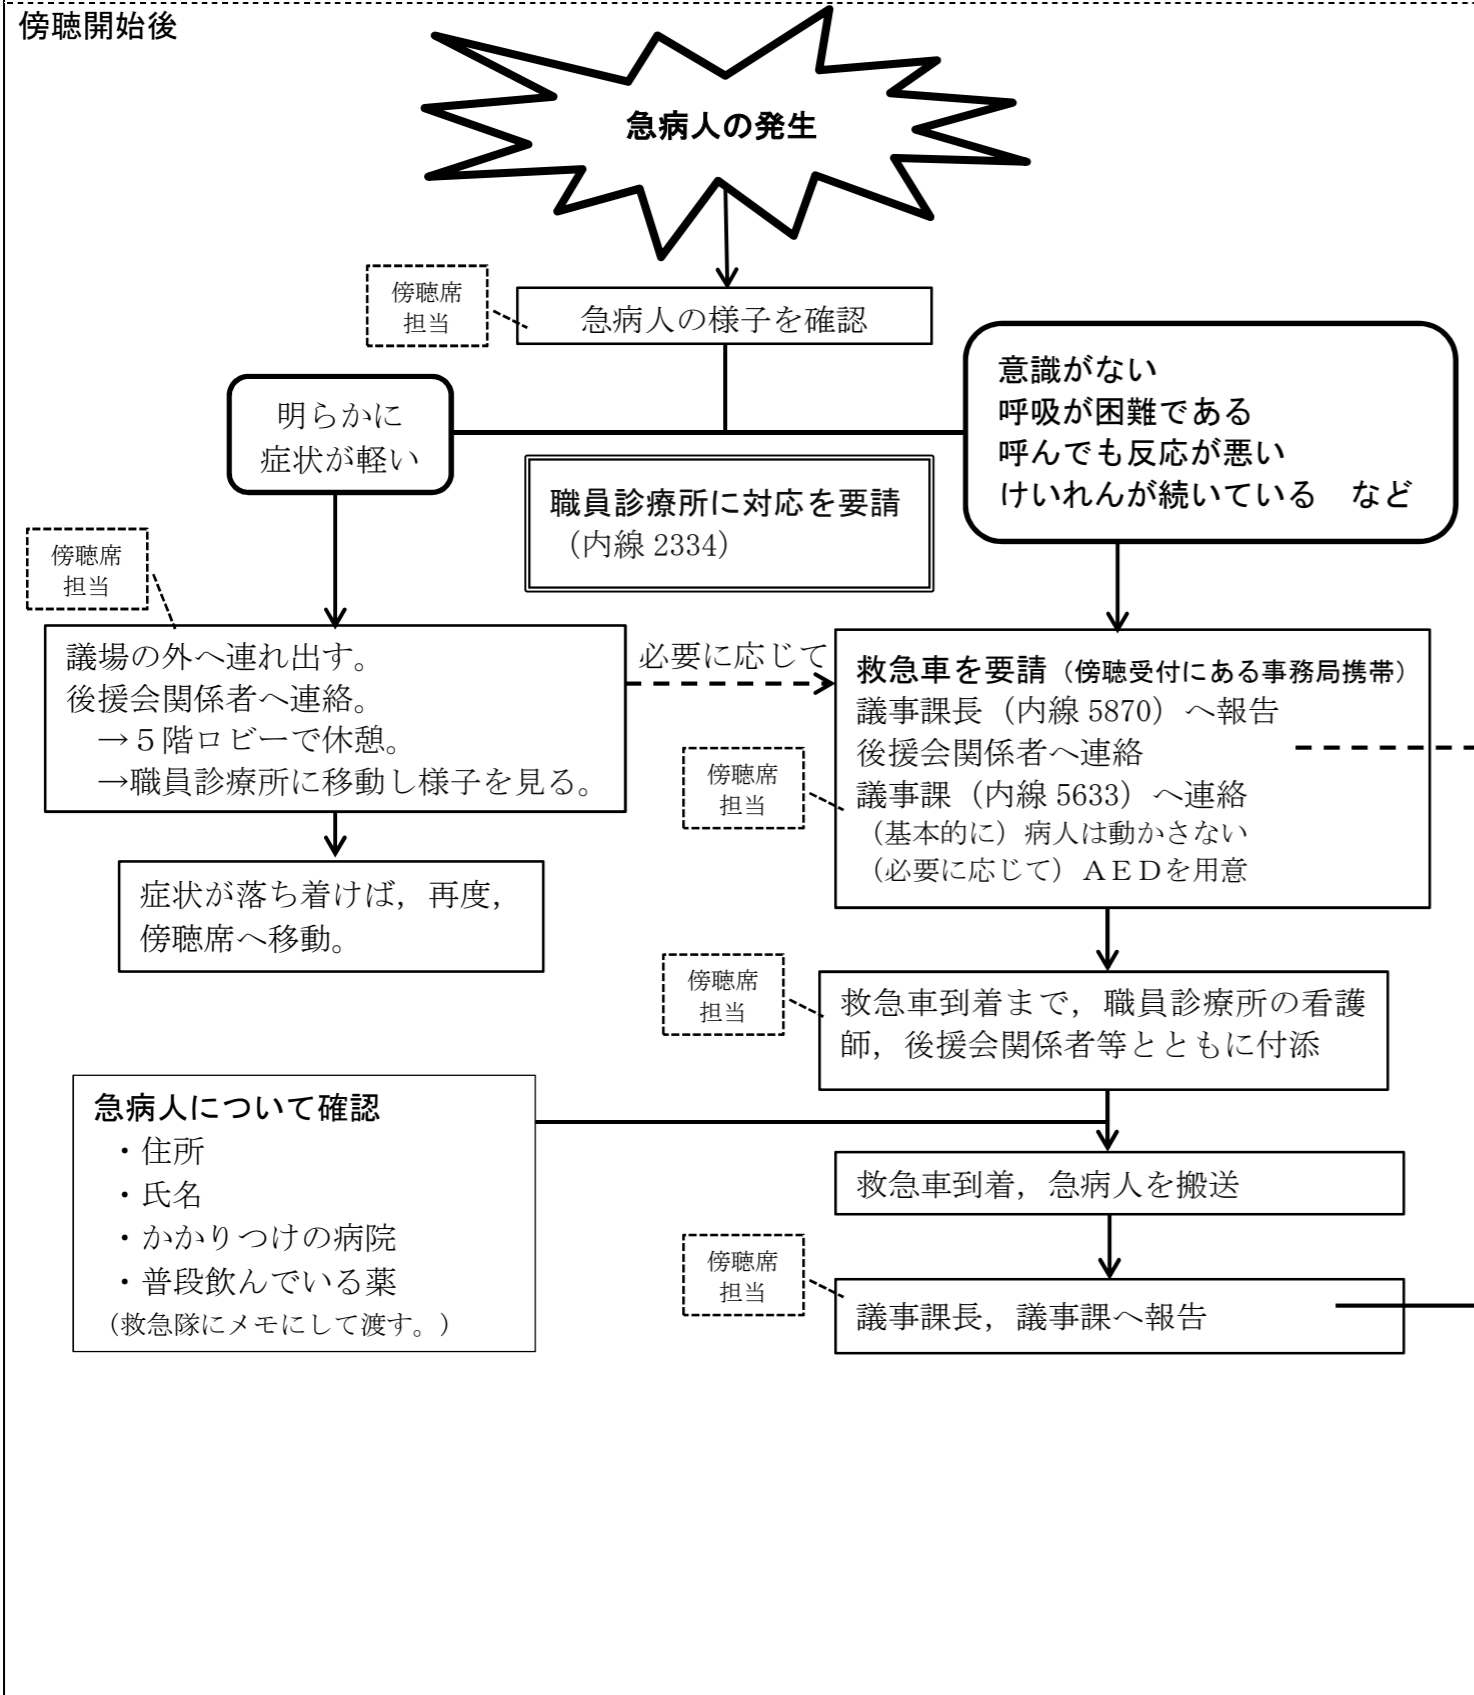 傍聴開始後
急病人の発生
傍聴席
担当
急病人の様子を確認
明らかに
症状が軽い
意識がない
呼吸が困難である
呼んでも反応が悪い
けいれんが続いている　など
職員診療所に対応を要請
（内線 2334）
傍聴席
担当
議場の外へ連れ出す。
後援会関係者へ連絡。
→５階ロビーで休憩。
→職員診療所に移動し様子を見る。
必要に応じて
救急車を要請（傍聴受付にある事務局携帯）
議事課長（内線 5870）へ報告
後援会関係者へ連絡
議事課（内線 5633）へ連絡
（基本的に）病人は動かさない
（必要に応じて）ＡＥＤを用意
傍聴席
担当
症状が落ち着けば，再度，
傍聴席へ移動。
傍聴席
担当
救急車到着まで，職員診療所の看護
師，後援会関係者等とともに付添
急病人について確認
・住所
・氏名
・かかりつけの病院
・普段飲んでいる薬
（救急隊にメモにして渡す。）
救急車到着，急病人を搬送
傍聴席
担当
議事課長，議事課へ報告